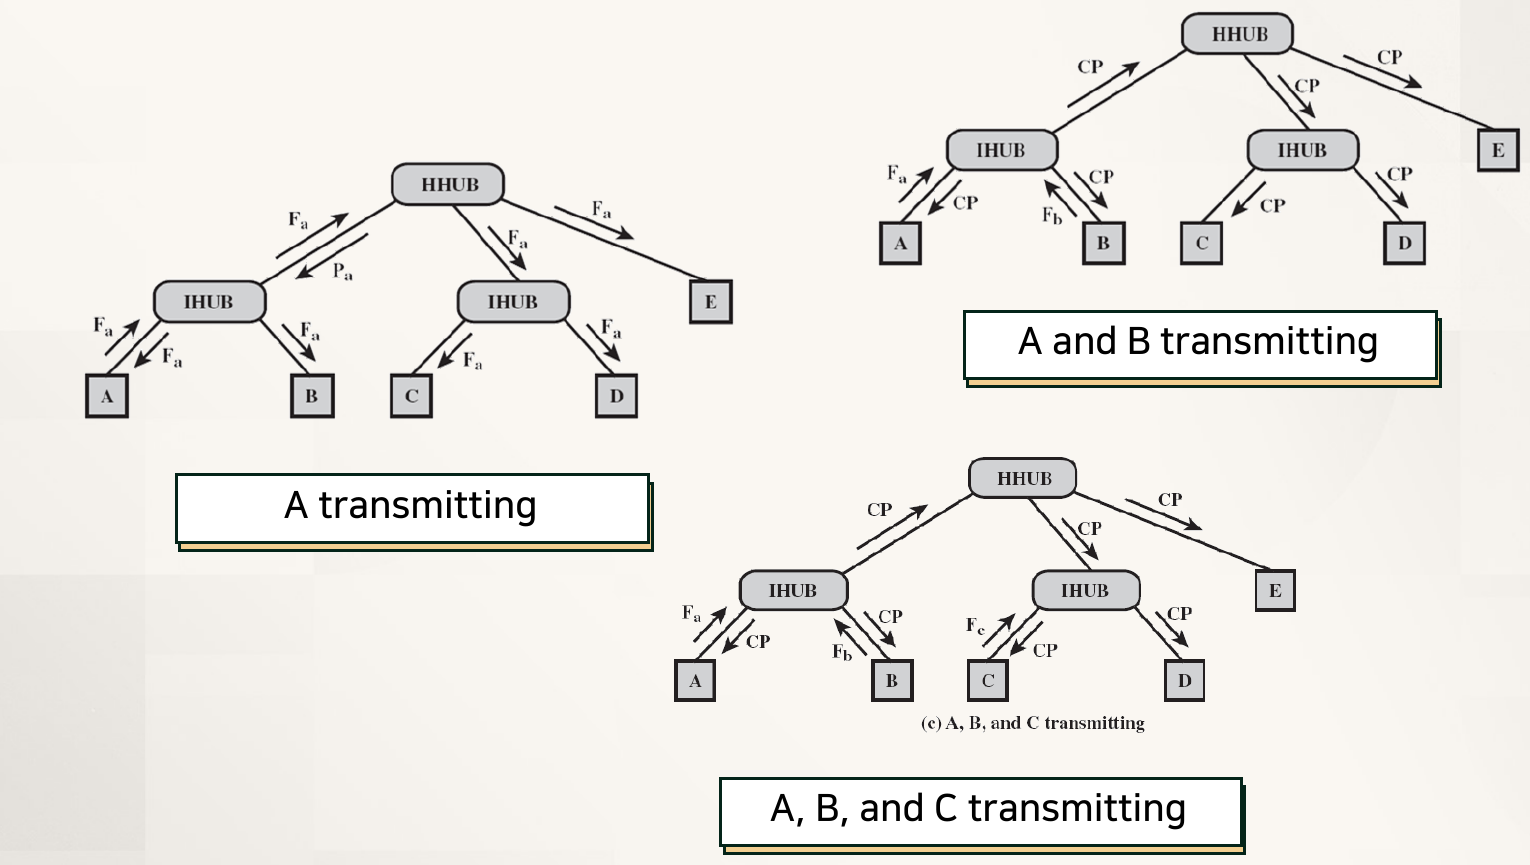 HHUB
Fa
Fa
Fa
Pa
IHUB
IHUB
E
Fa
Fa
Fa
Fa
Fa
A
B
C
D
A transmitting
HHUB
CP
CP
CP
IHUB
IHUB
E
Fa
CP
CP
Fb
CP
CP
A
B
C
D
A and B transmitting
HHUB
CP
CP
CP
IHUB
IHUB
E
Fa
CP
CP
Fb
Fc
CP
CP
A
B
C
D
(c) A, B, and C transmitting
A, B, and C transmitting